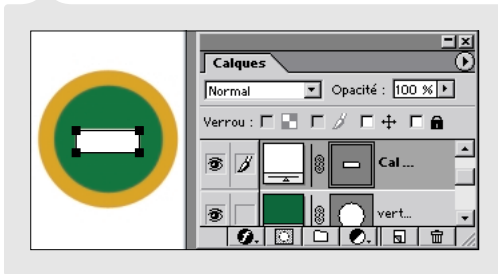 Calques
Normal Opacité : 100 %
Verrou :
Cal ...
vert...